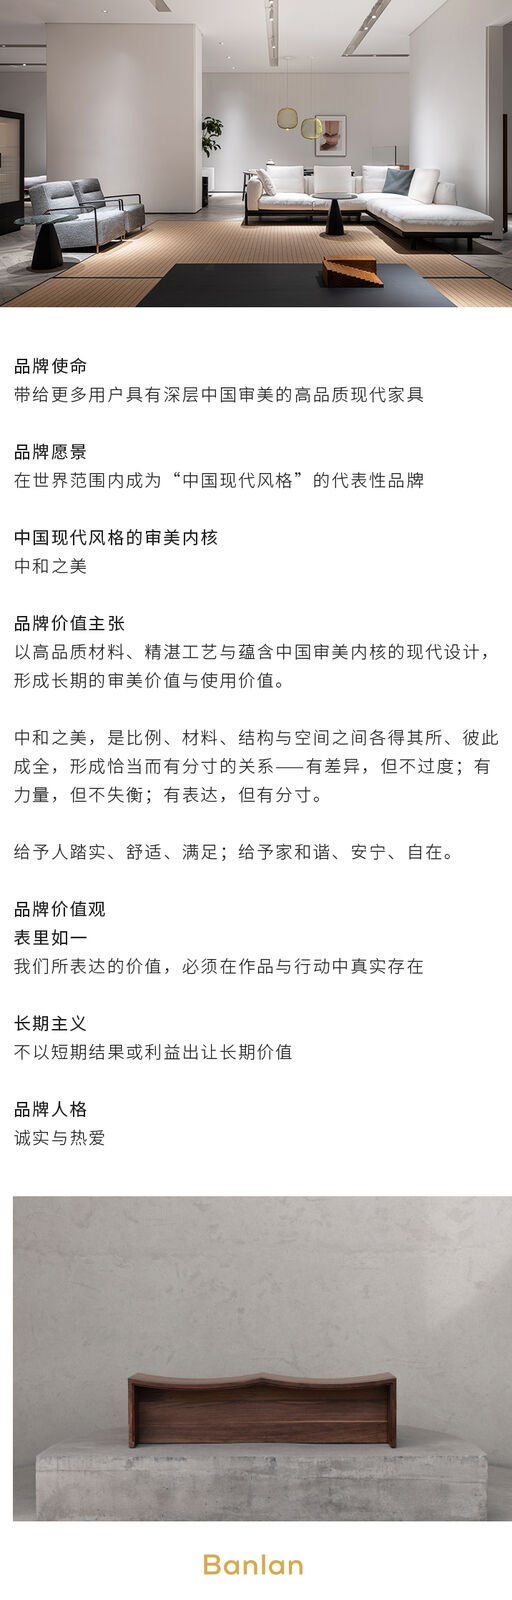 品牌使命
带给更多用户具有深层中国审美的高品质现代家具
品牌愿景
在世界范围内成为“中国现代风格”的代表性品牌
中国现代风格的审美内核
中和之美
品牌价值主张
以高品质材料、精湛工艺与蕴含中国审美内核的现代设计，
形成长期的审美价值与使用价值。
中和之美，是比例、材料、结构与空间之间各得其所、彼此
成全，形成恰当而有分寸的关系——有差异，但不过度；有
力量，但不失衡；有表达，但有分寸。
给予人踏实、舒适、满足；给予家和谐、安宁、自在。
品牌价值观
表里如一
我们所表达的价值，必须在作品与行动中真实存在
长期主义
不以短期结果或利益出让长期价值
品牌人格
诚实与热爱
Banlan